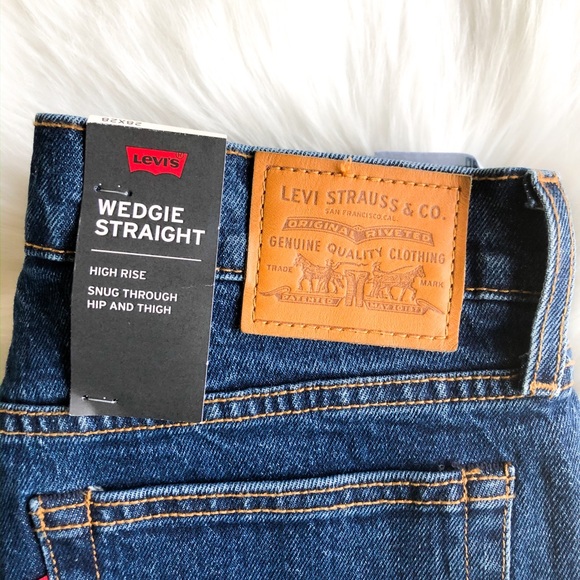 28X28
Levi's
WEDGIE
STRAIGHT
HIGH RISE
SNUG THROUGH
HIP AND THIGH
LEVI STRAUSS & CO.
SAN FRANCISCO, CAL.
ORIGINAL RIVETED
GENUINE QUALITY CLOTHING
TRADE MARK
PATENTED MAY 20 1873